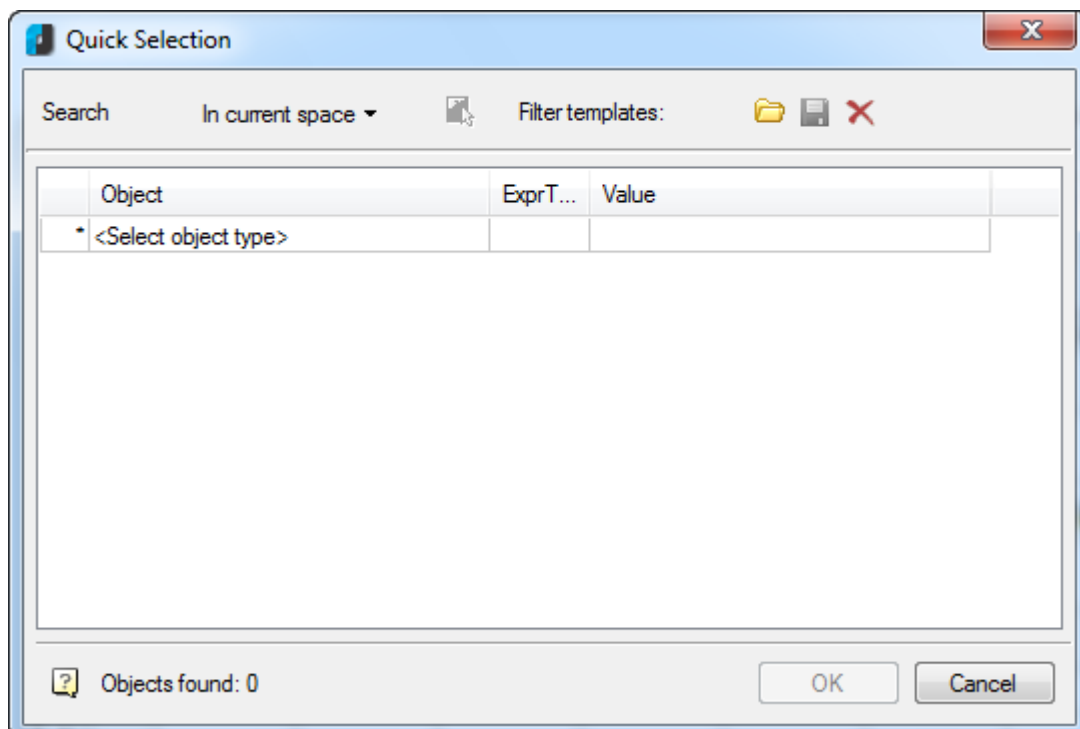 Quick Selection
Search In current space Filter templates:
Object ExprT... Value
* <Select object type>
Objects found: 0 OK Cancel